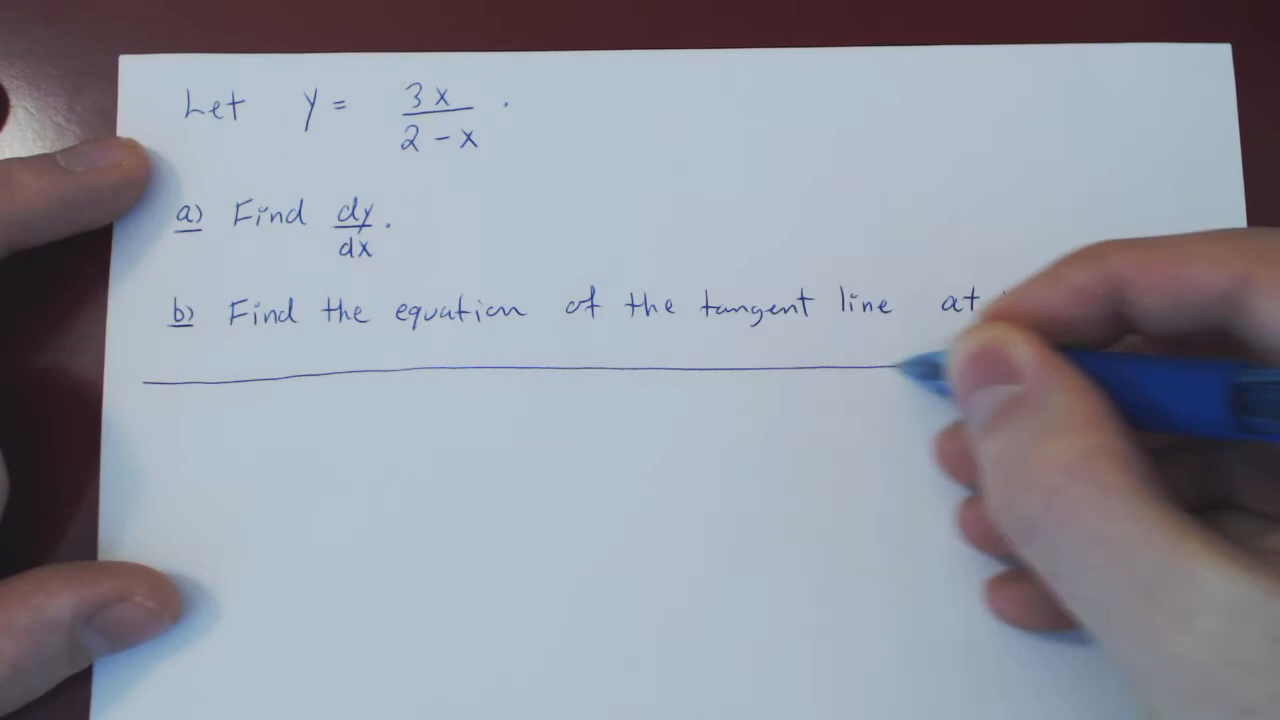 Let y = 3x / 2 - x .
a) Find dy/dx.
b) Find the equation of the tangent line at